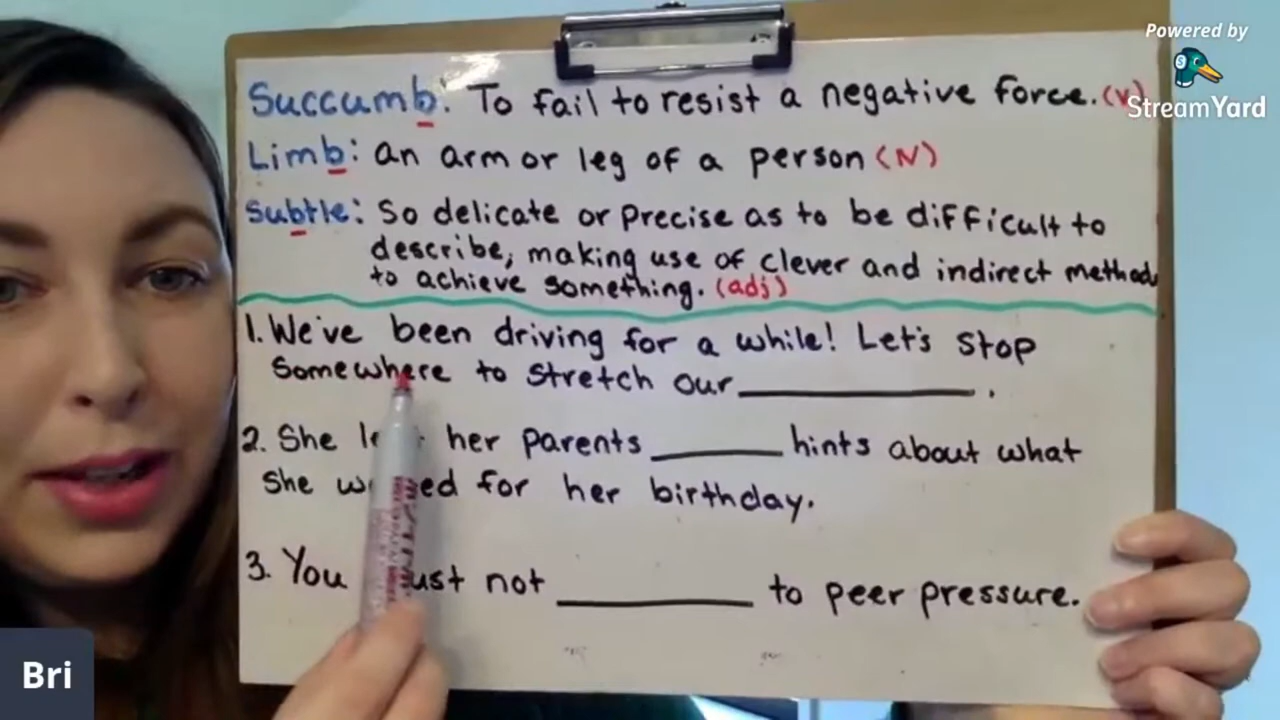 Powered by
StreamYard
Succumb: To fail to resist a negative force. (v)
Limb: an arm or leg of a person (N)
Subtle: So delicate or precise as to be difficult to
describe, making use of clever and indirect methods
to achieve something. (adj)
1. We've been driving for a while! Let's stop
Somewhere to stretch our ___________.
2. She her parents ______ hints about what
She for her birthday.
3. You not _________ to peer pressure.
Bri